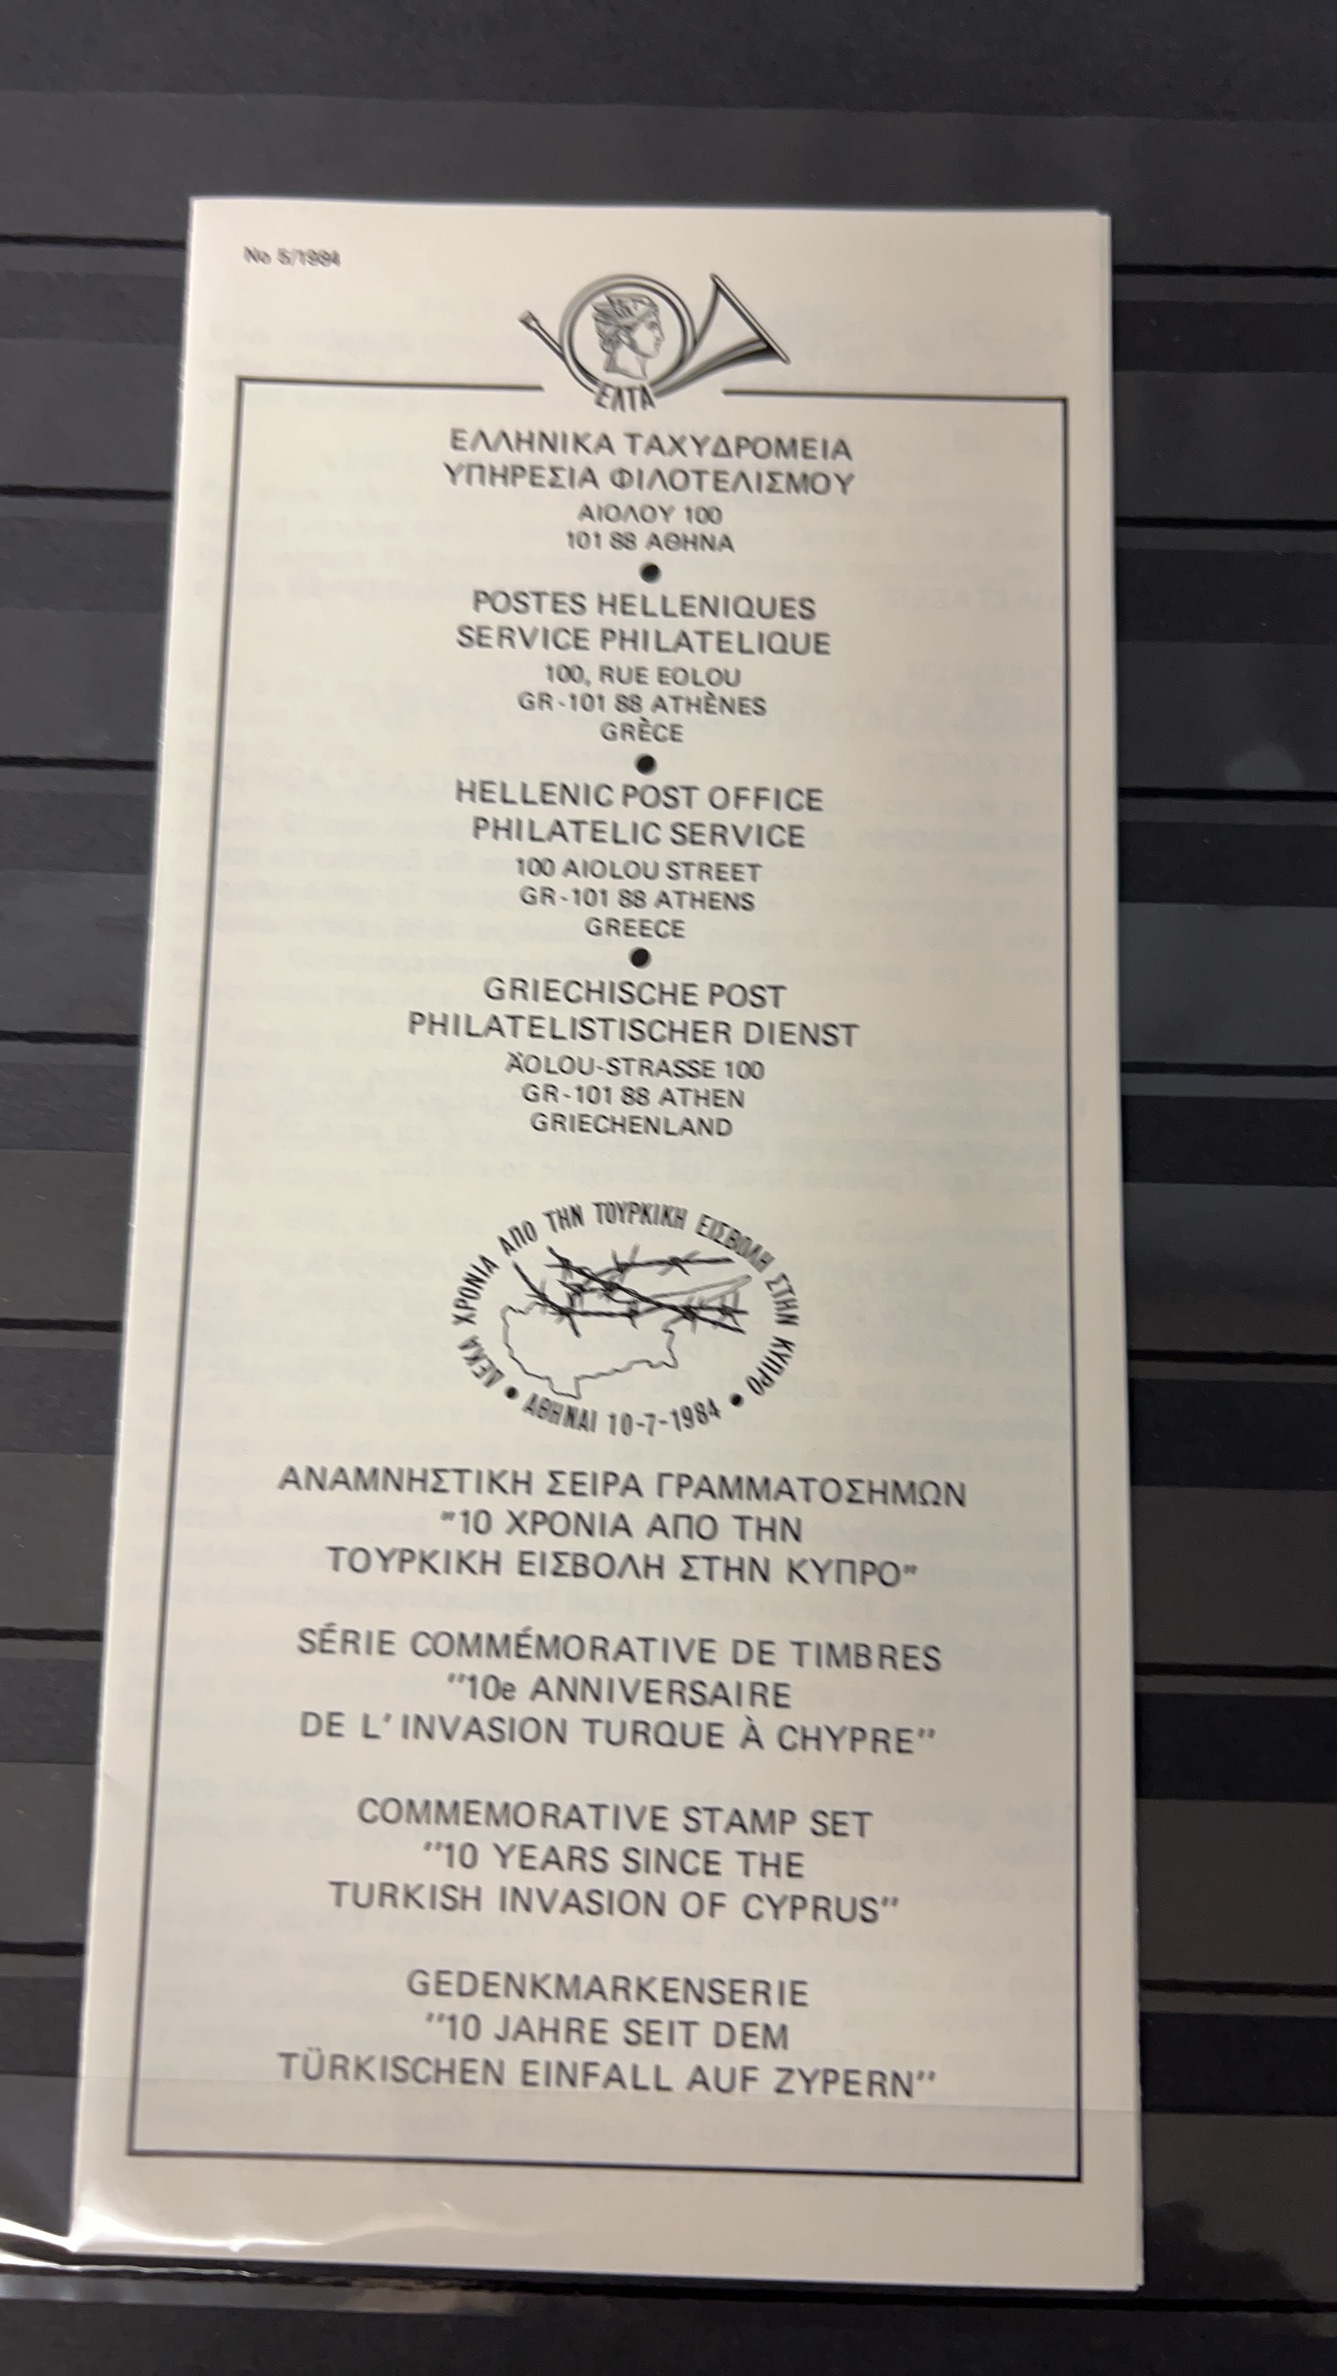 No 5/1984
ΕΛΤΑ
ΕΛΛΗΝΙΚΑ ΤΑΧΥΔΡΟΜΕΙΑ
ΥΠΗΡΕΣΙΑ ΦΙΛΟΤΕΛΙΣΜΟΥ
ΑΙΟΛΟΥ 100
101 88 ΑΘΗΝΑ
●
POSTES HELLENIQUES
SERVICE PHILATELIQUE
100, RUE EOLOU
GR-101 88 ATHÈNES
GRÈCE
●
HELLENIC POST OFFICE
PHILATELIC SERVICE
100 AIOLOU STREET
GR-101 88 ATHENS
GREECE
●
GRIECHISCHE POST
PHILATELISTISCHER DIENST
ÄOLOU-STRASSE 100
GR-101 88 ATHEN
GRIECHENLAND
ΔΕΚΑ ΧΡΟΝΙΑ ΑΠΟ ΤΗΝ ΤΟΥΡΚΙΚΗ ΕΙΣΒΟΛΗ ΣΤΗΝ ΚΥΠΡΟ
• ΑΘΗΝΑΙ 10-7-1984 •
ΑΝΑΜΝΗΣΤΙΚΗ ΣΕΙΡΑ ΓΡΑΜΜΑΤΟΣΗΜΩΝ
"10 ΧΡΟΝΙΑ ΑΠΟ ΤΗΝ
ΤΟΥΡΚΙΚΗ ΕΙΣΒΟΛΗ ΣΤΗΝ ΚΥΠΡΟ"
SÉRIE COMMÉMORATIVE DE TIMBRES
"10e ANNIVERSAIRE
DE L' INVASION TURQUE À CHYPRE"
COMMEMORATIVE STAMP SET
"10 YEARS SINCE THE
TURKISH INVASION OF CYPRUS"
GEDENKMARKENSERIE
"10 JAHRE SEIT DEM
TÜRKISCHEN EINFALL AUF ZYPERN"